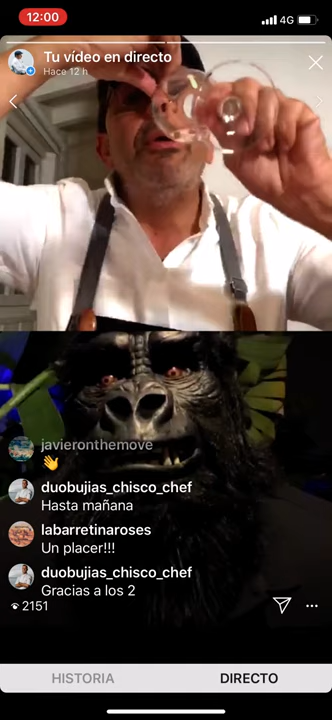 12:00
4G
Tu vídeo en directo
Hace 12 h
javieronthemove
👋
duobujias_chisco_chef
Hasta mañana
labarretinaroses
Un placer!!!
duobujias_chisco_chef
Gracias a los 2
2151
HISTORIA
DIRECTO